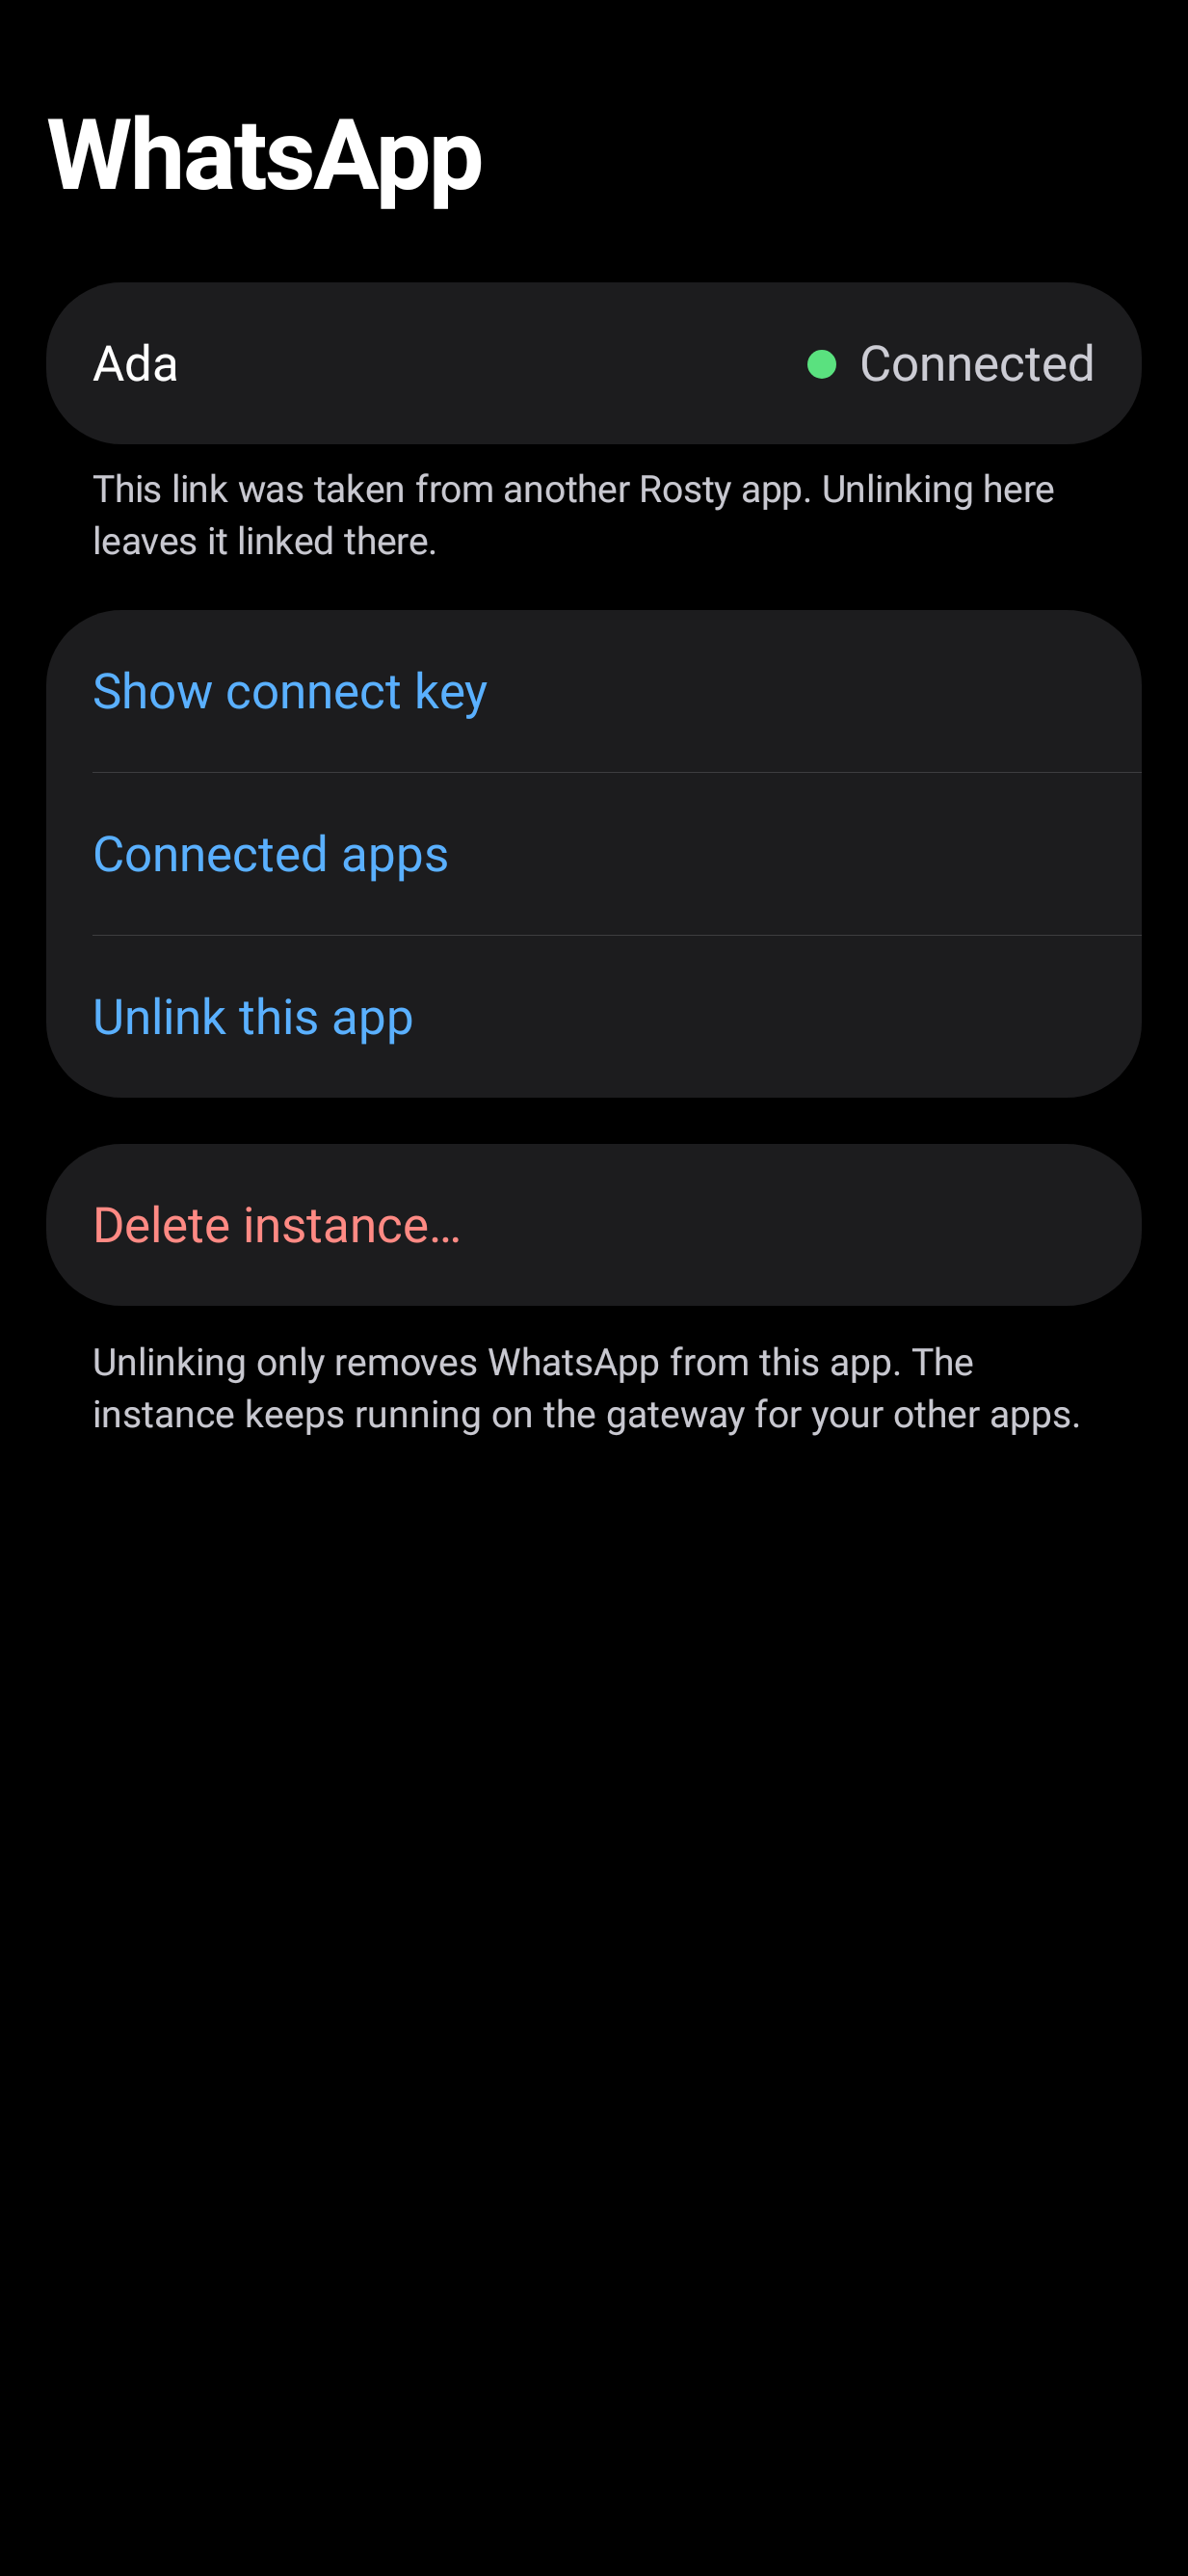 WhatsApp
Ada
Connected
This link was taken from another Rosty app. Unlinking here
leaves it linked there.
Show connect key
Connected apps
Unlink this app
Delete instance…
Unlinking only removes WhatsApp from this app. The
instance keeps running on the gateway for your other apps.